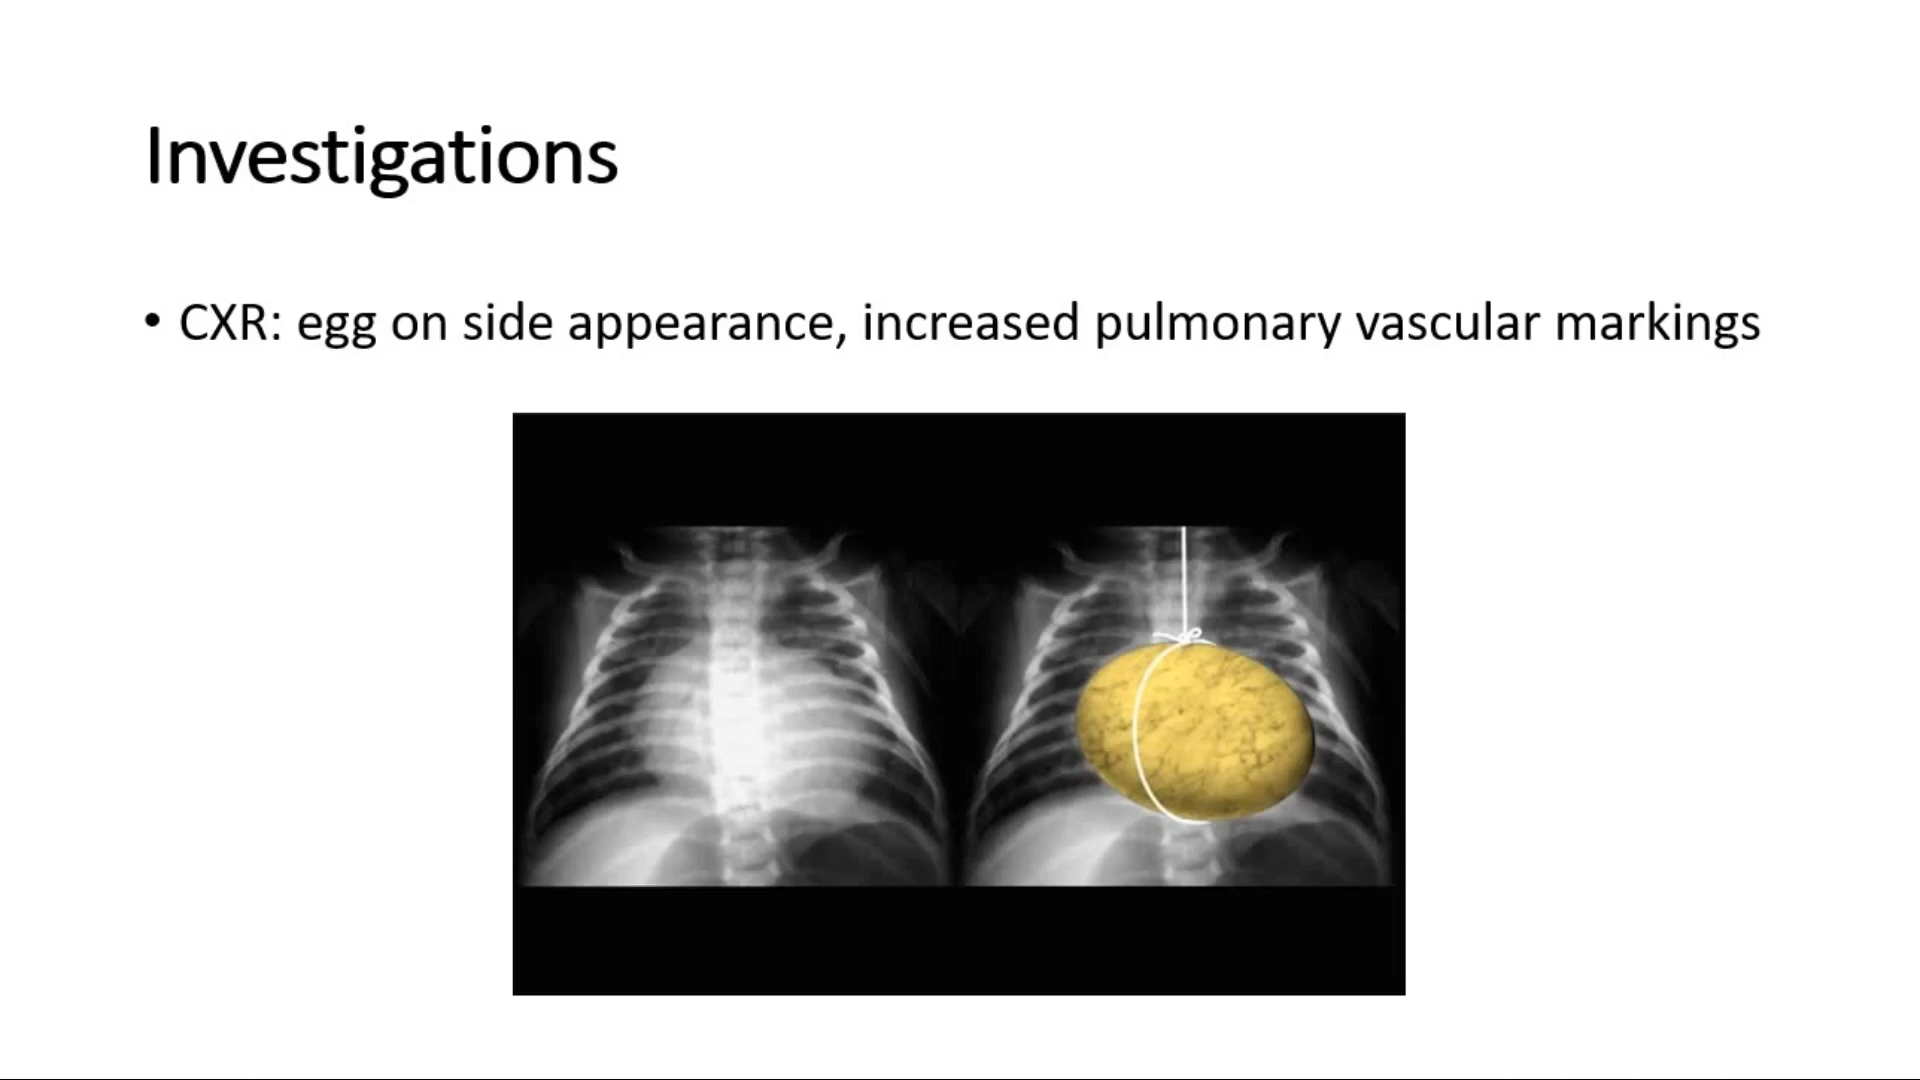 Investigations
• CXR: egg on side appearance, increased pulmonary vascular markings